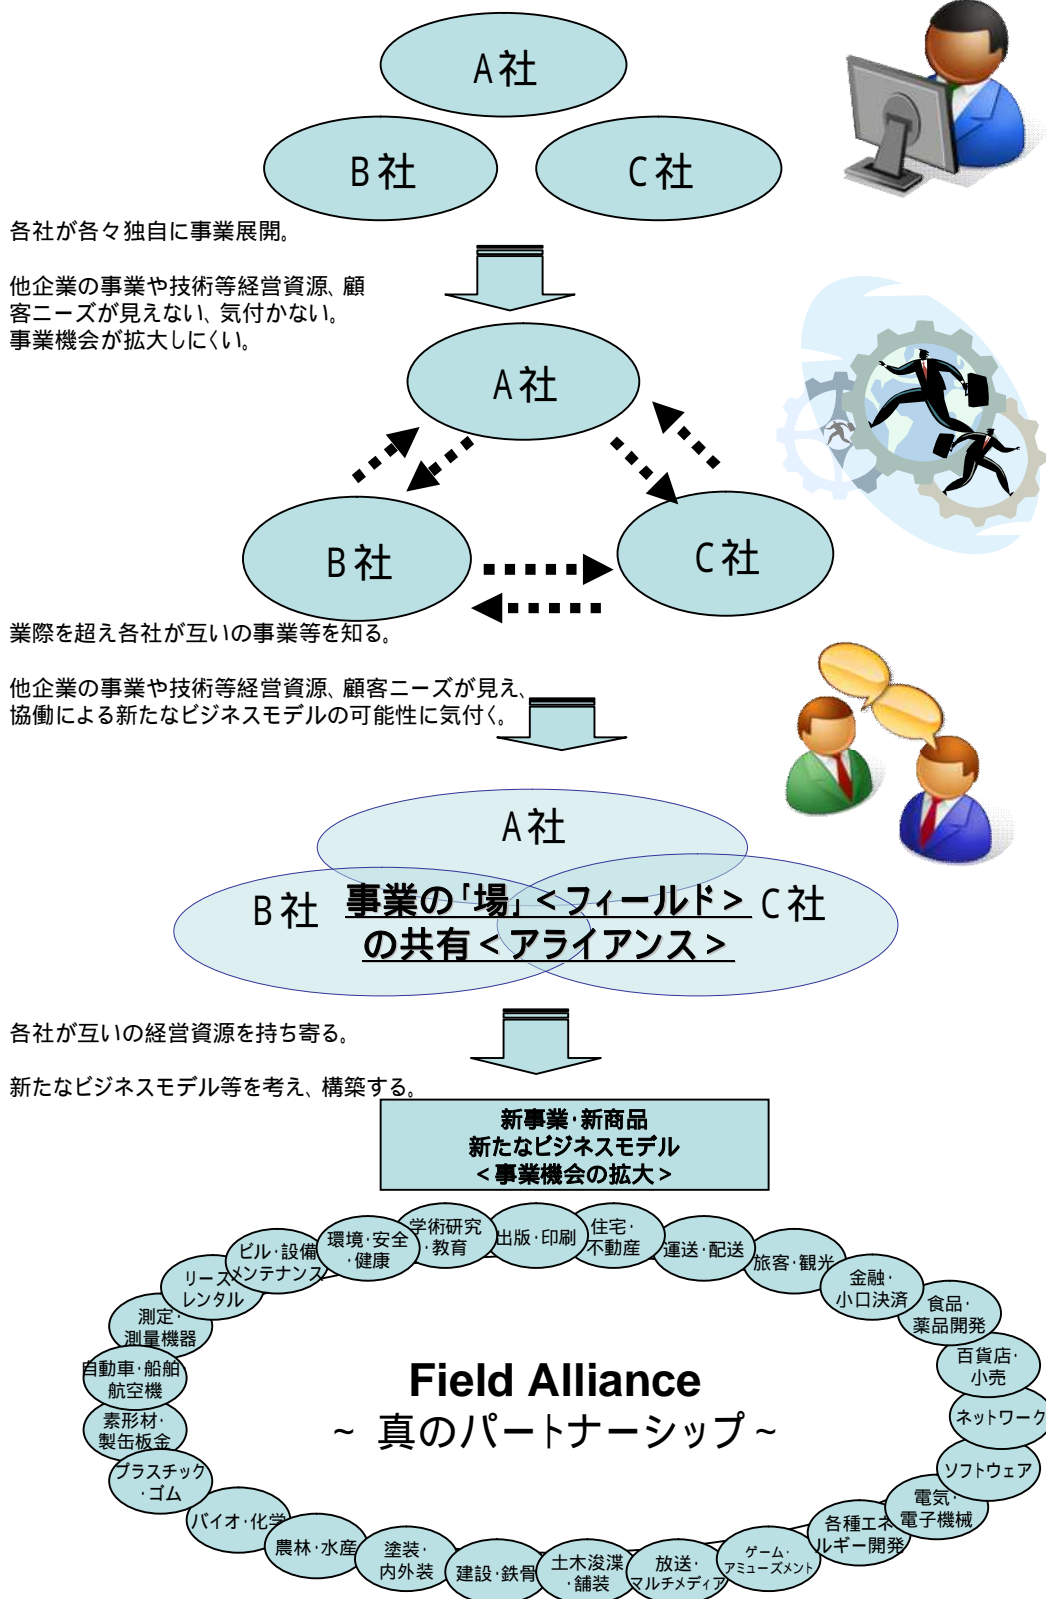 A社
B社
C社
各社が各々独自に事業展開。
他企業の事業や技術等経営資源、顧
客ニーズが見えない、気付かない。
事業機会が拡大しにくい。
A社
B社
C社
業際を超え各社が互いの事業等を知る。
他企業の事業や技術等経営資源、顧客ニーズが見え、
協働による新たなビジネスモデルの可能性に気付く。
A社
B社
事業の「場」<フィールド>
の共有<アライアンス>
C社
各社が互いの経営資源を持ち寄る。
新たなビジネスモデル等を考え、構築する。
新事業・新商品
新たなビジネスモデル
<事業機会の拡大>
学術研究
・教育
出版・印刷
住宅・
不動産
運送・配送
旅客・観光
金融・
小口決済
食品・
薬品開発
百貨店・
小売
ネットワーク
ソフトウェア
電気・
電子機械
各種エネ
ルギー開発
ゲーム・
アミューズメント
放送・
マルチメディア
土木浚渫
・舗装
建設・鉄骨
塗装・
内外装
農林・水産
バイオ・化学
プラスチック
・ゴム
素形材・
製缶板金
自動車・船舶
航空機
測定・
測量機器
リース
レンタル
ビル・設備
メンテナンス
環境・安全
・健康
Field Alliance
~ 真のパートナーシップ ~